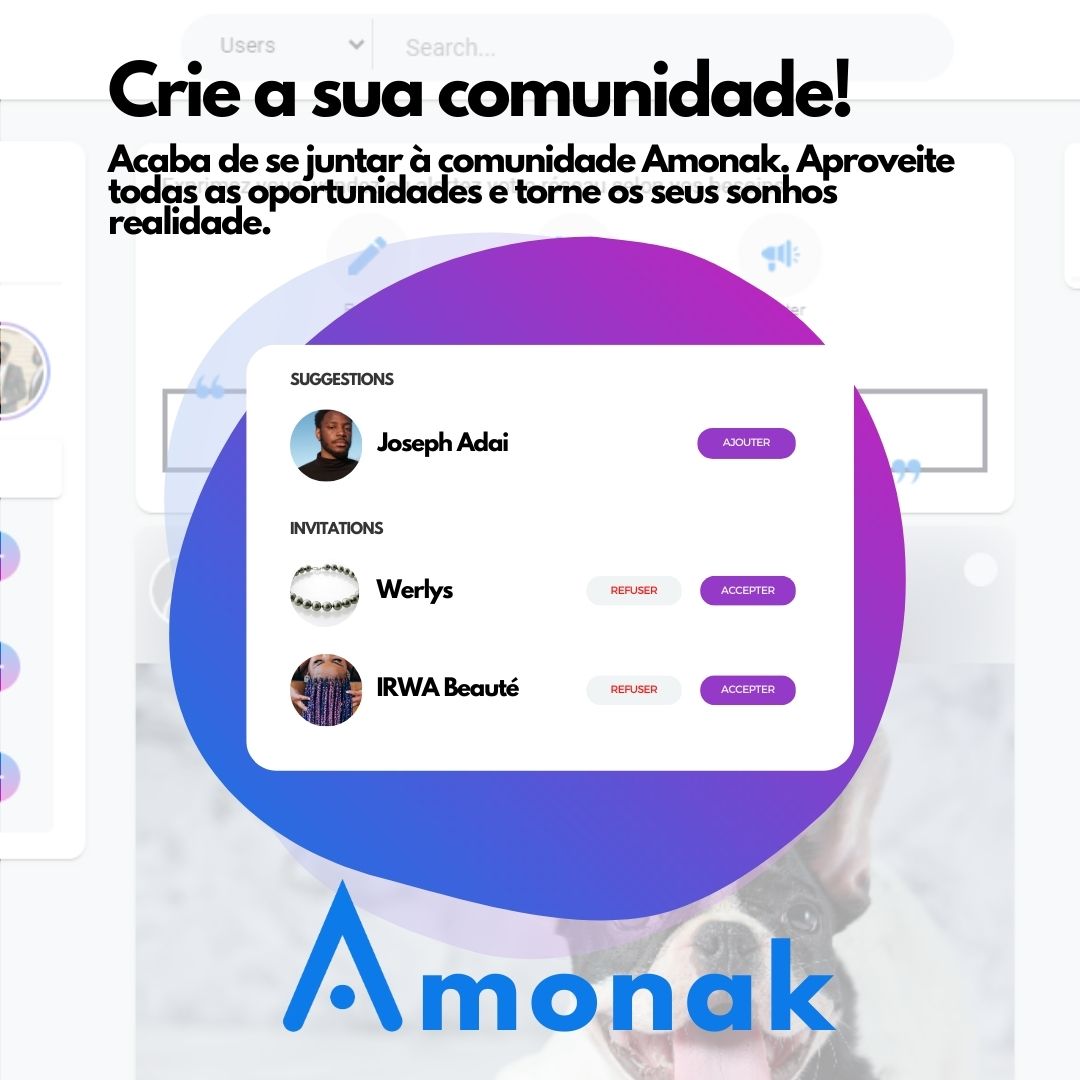 Users
Search...
Crie a sua comunidade!
Acaba de se juntar à comunidade Amonak. Aproveite
todas as oportunidades e torne os seus sonhos
realidade.
SUGGESTIONS
Joseph Adai
AJOUTER
INVITATIONS
Werlys
REFUSER
ACCEPTER
IRWA Beauté
REFUSER
ACCEPTER
Amonak